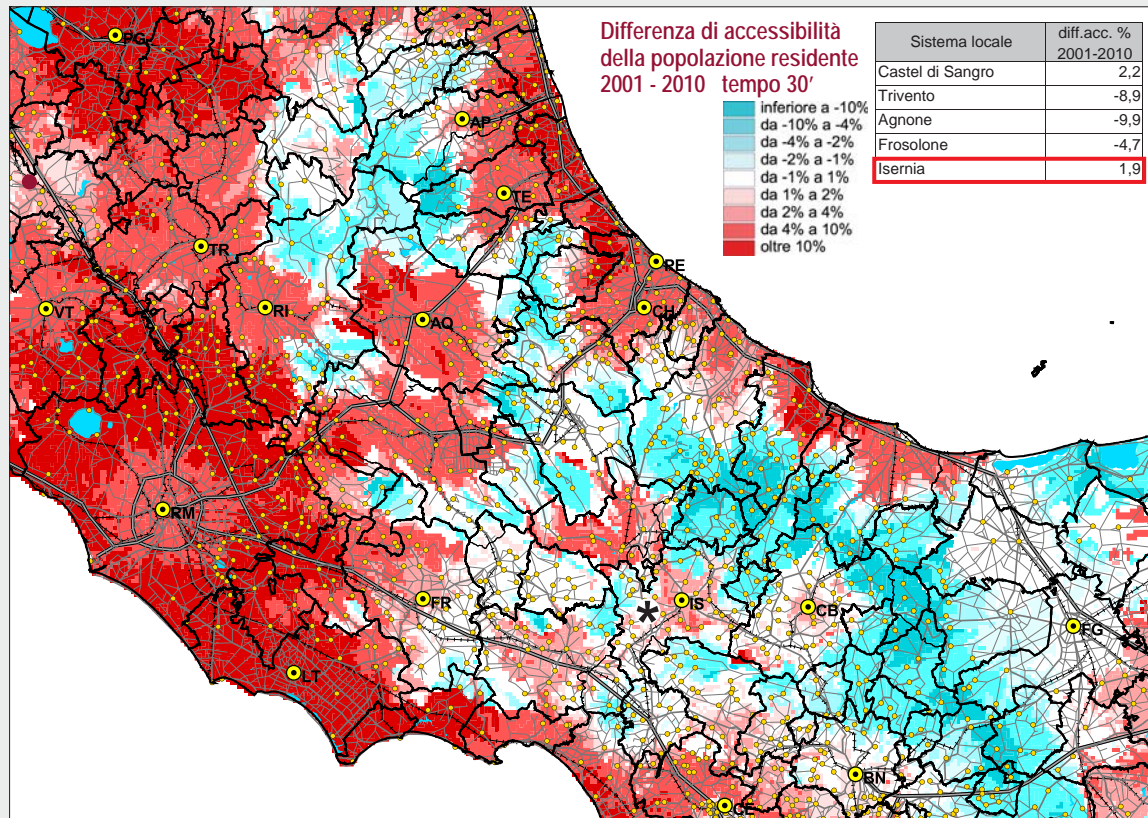 Differenza di accessibilità
della popolazione residente
2001 - 2010 tempo 30'
inferiore a -10%
da -10% a -4%
da -4% a -2%
da -2% a -1%
da -1% a 1%
da 1% a 2%
da 2% a 4%
da 4% a 10%
oltre 10%
Sistema locale diff.acc. % 2001-2010
Castel di Sangro 2,2
Trivento -8,9
Agnone -9,9
Frosolone -4,7
Isernia 1,9
PG
AP
TE
TR
PE
VT
RI
AQ
CH
RM
FR
*
IS
CB
FG
LT
BN
CE